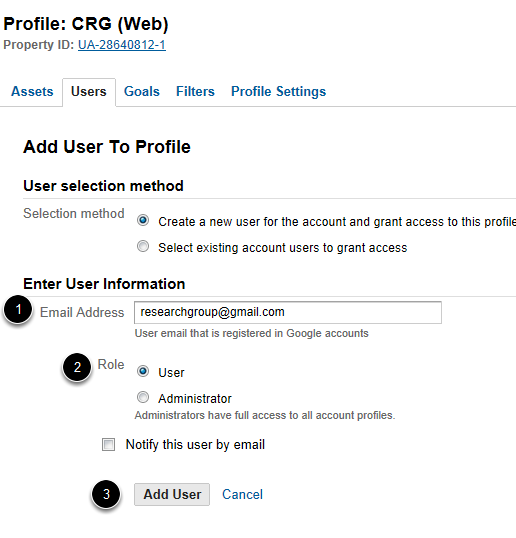 Profile: CRG (Web)
Property ID: UA-28640812-1
Assets Users Goals Filters Profile Settings
Add User To Profile
User selection method
Selection method Create a new user for the account and grant access to this profile
Select existing account users to grant access
Enter User Information
1 Email Address researchgroup@gmail.com
User email that is registered in Google accounts
2 Role User
Administrator
Administrators have full access to all account profiles.
Notify this user by email
3 Add User Cancel